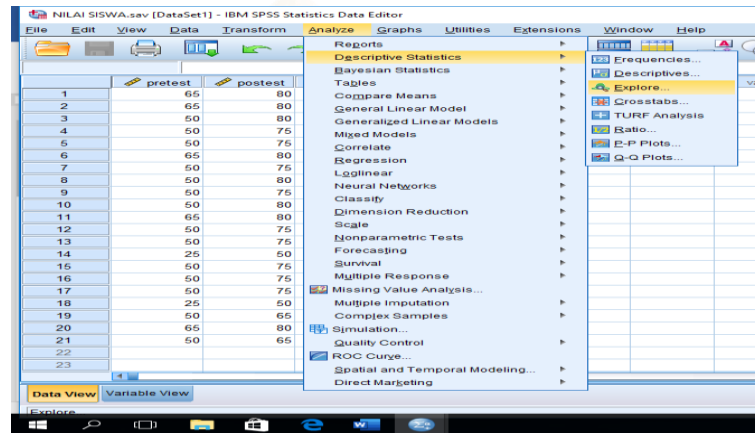 NILAI SISWA.sav [DataSet1] - IBM SPSS Statistics Data Editor
File Edit View Data Transform Analyze Graphs Utilities Extensions Window Help
pretest postest
1 65 80
2 65 80
3 50 80
4 50 75
5 50 75
6 65 80
7 50 75
8 50 80
9 50 75
10 50 80
11 65 80
12 50 75
13 50 75
14 25 50
15 50 75
16 50 75
17 50 75
18 25 50
19 50 65
20 65 80
21 50 65
22
23
Reports
Descriptive Statistics
Bayesian Statistics
Tables
Compare Means
General Linear Model
Generalized Linear Models
Mixed Models
Correlate
Regression
Loglinear
Neural Networks
Classify
Dimension Reduction
Scale
Nonparametric Tests
Forecasting
Survival
Multiple Response
Missing Value Analysis...
Multiple Imputation
Complex Samples
Simulation...
Quality Control
ROC Curve...
Spatial and Temporal Modeling...
Direct Marketing
Frequencies...
Descriptives...
Explore...
Crosstabs...
TURF Analysis
Ratio...
P-P Plots...
Q-Q Plots...
Data View Variable View
Explore